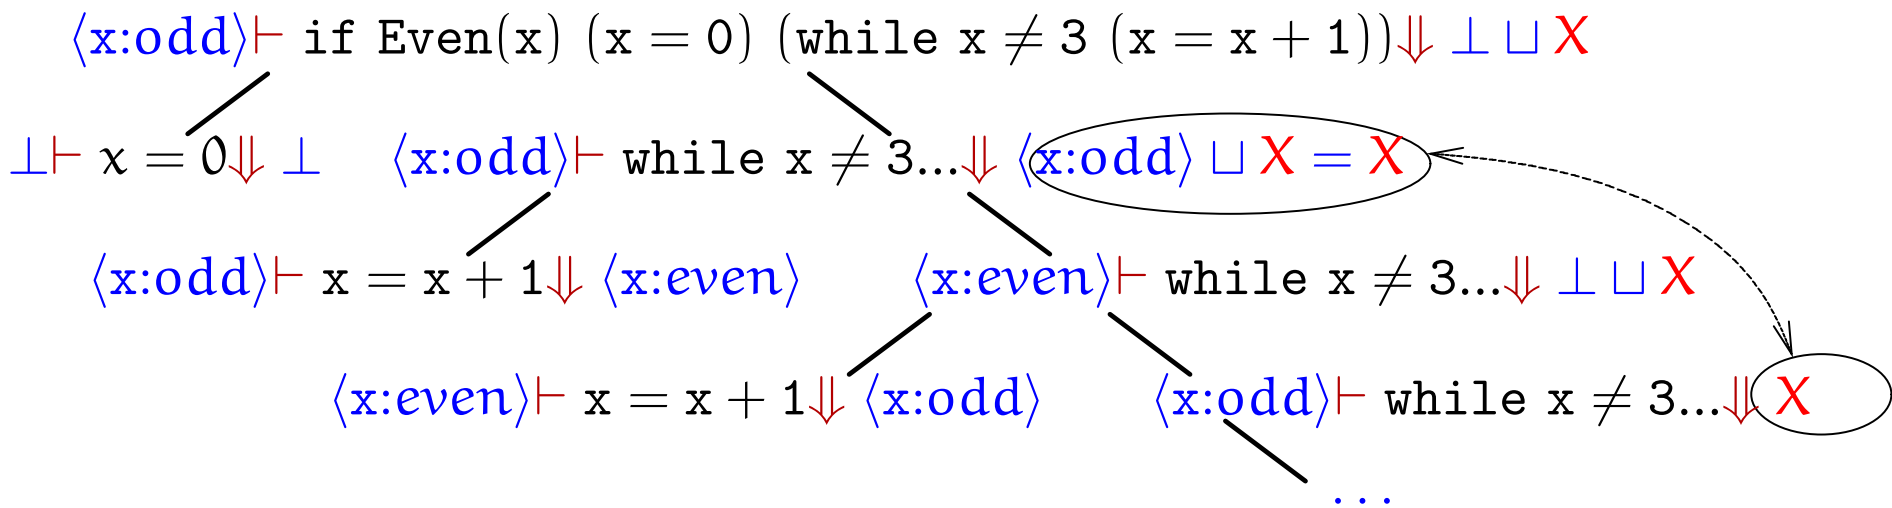 ⟨x:odd⟩⊢ if Even(x) (x = 0) (while x ≠ 3 (x = x + 1))⇓ ⊥ ⊔ X
⊥⊢ x = 0⇓ ⊥ ⟨x:odd⟩⊢ while x ≠ 3...⇓ ⟨x:odd⟩ ⊔ X = X
⟨x:odd⟩⊢ x = x + 1⇓ ⟨x:even⟩ ⟨x:even⟩⊢ while x ≠ 3...⇓ ⊥ ⊔ X
⟨x:even⟩⊢ x = x + 1⇓ ⟨x:odd⟩ ⟨x:odd⟩⊢ while x ≠ 3...⇓ X
...